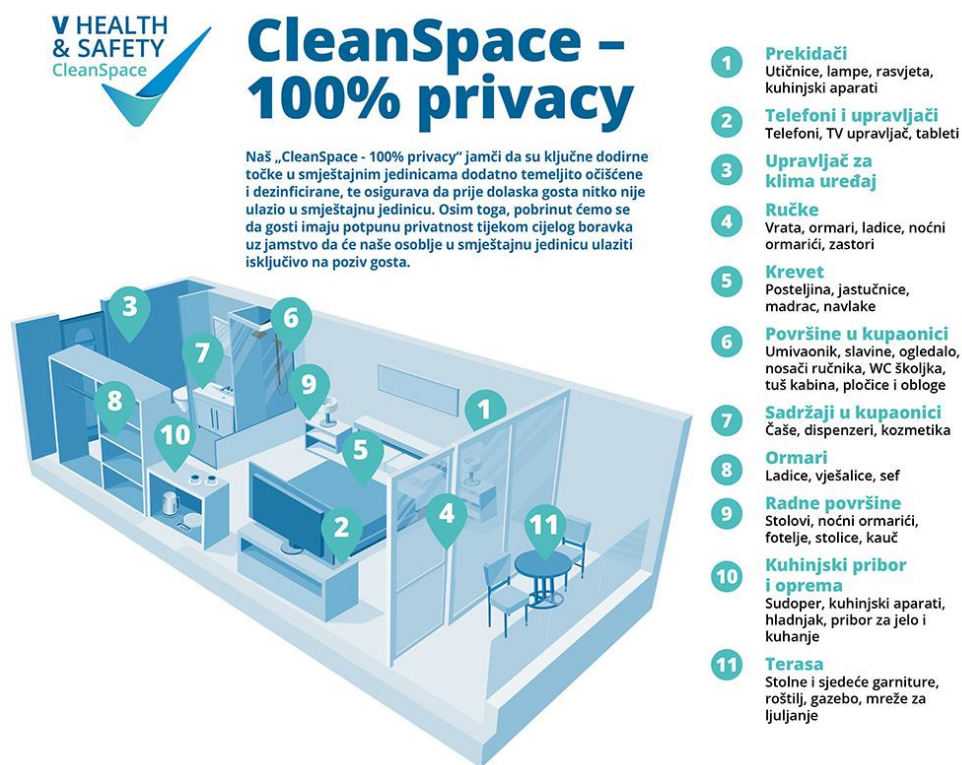 V HEALTH
& SAFETY
CleanSpace
CleanSpace –
100% privacy
Naš „CleanSpace - 100% privacy“ jamči da su ključne dodirne
točke u smještajnim jedinicama dodatno temeljito očišćene
i dezinficirane, te osigurava da prije dolaska gosta nitko nije
ulazio u smještajnu jedinicu. Osim toga, pobrinut ćemo se
da gosti imaju potpunu privatnost tijekom cijelog boravka
uz jamstvo da će naše osoblje u smještajnu jedinicu ulaziti
isključivo na poziv gosta.
3
6
7
9
8
1
10
5
2
4
11
1
Prekidači
Utičnice, lampe, rasvjeta,
kuhinjski aparati
2
Telefoni i upravljači
Telefoni, TV upravljač, tableti
3
Upravljač za
klima uređaj
4
Ručke
Vrata, ormari, ladice, noćni
ormarići, zastori
5
Krevet
Posteljina, jastučnice,
madrac, navlake
6
Površine u kupaonici
Umivaonik, slavine, ogledalo,
nosači ručnika, WC školjka,
tuš kabina, pločice i obloge
7
Sadržaji u kupaonici
Čaše, dispenzeri, kozmetika
8
Ormari
Ladice, vješalice, sef
9
Radne površine
Stolovi, noćni ormarići,
fotelje, stolice, kauč
10
Kuhinjski pribor
i oprema
Sudoper, kuhinjski aparati,
hladnjak, pribor za jelo i
kuhanje
11
Terasa
Stolne i sjedeće garniture,
roštilj, gazebo, mreže za
ljuljanje